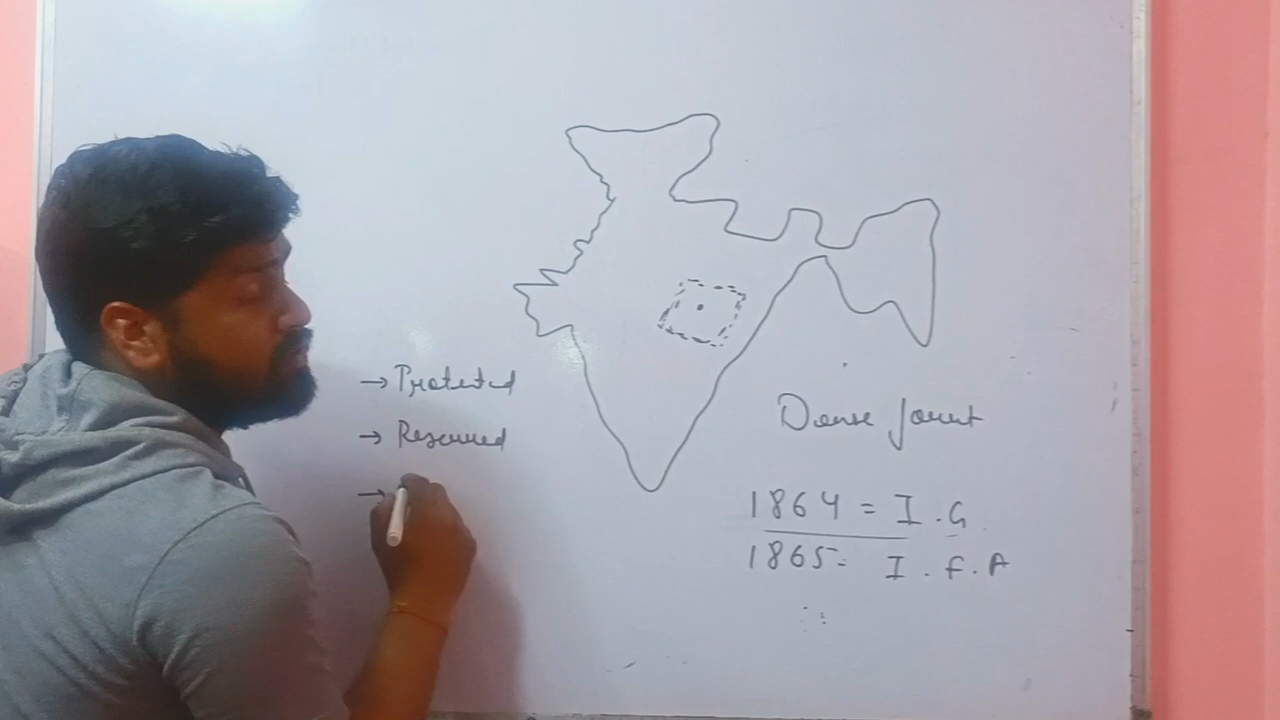 → Protected
→ Reserved
→
Dense forest
1864 = I.G.
1865 = I.F.A